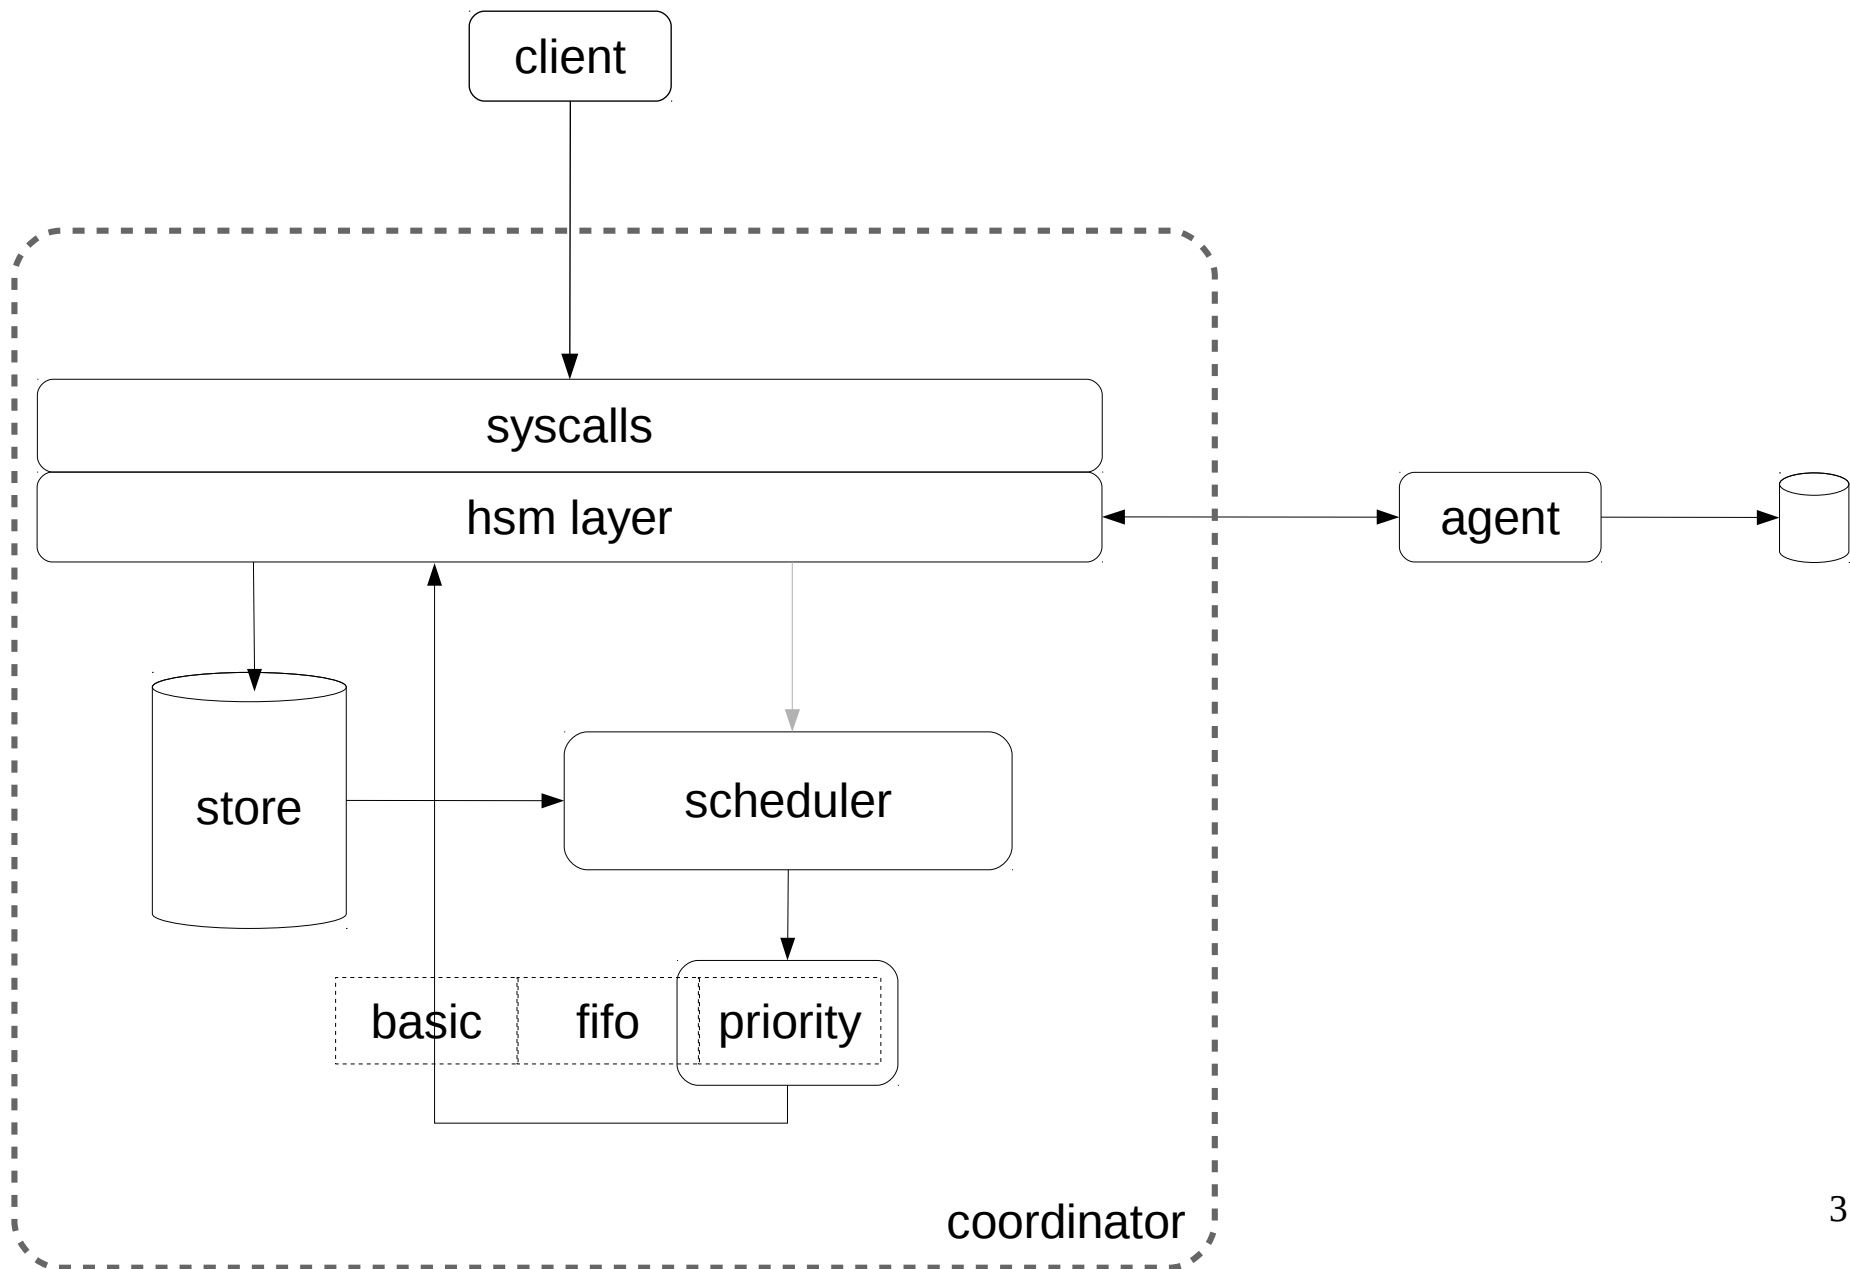 client
syscalls
hsm layer
agent
store
scheduler
basic
fifo
priority
coordinator
3